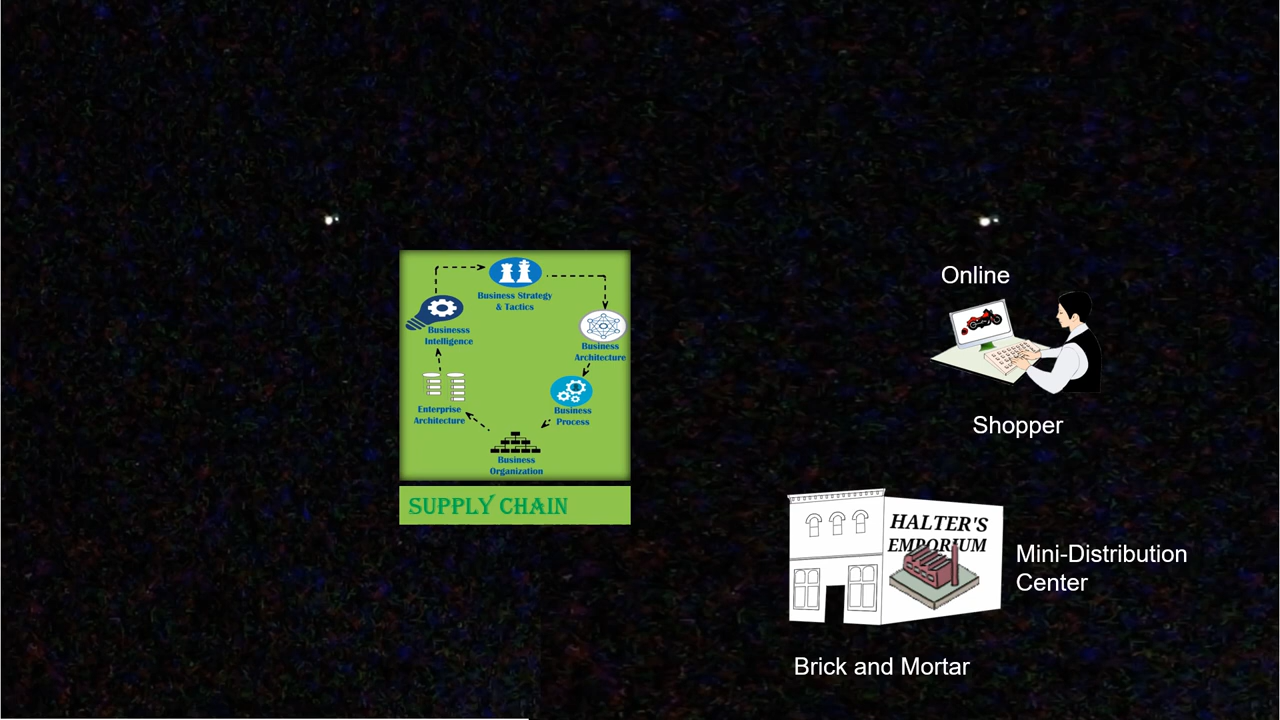 Business Strategy
& Tactics
Businesss
Intelligence
Business
Architecture
Enterprise
Architecture
Business
Process
Business
Organization
SUPPLY CHAIN
Online
Shopper
HALTER'S
EMPORIUM
Mini-Distribution
Center
Brick and Mortar